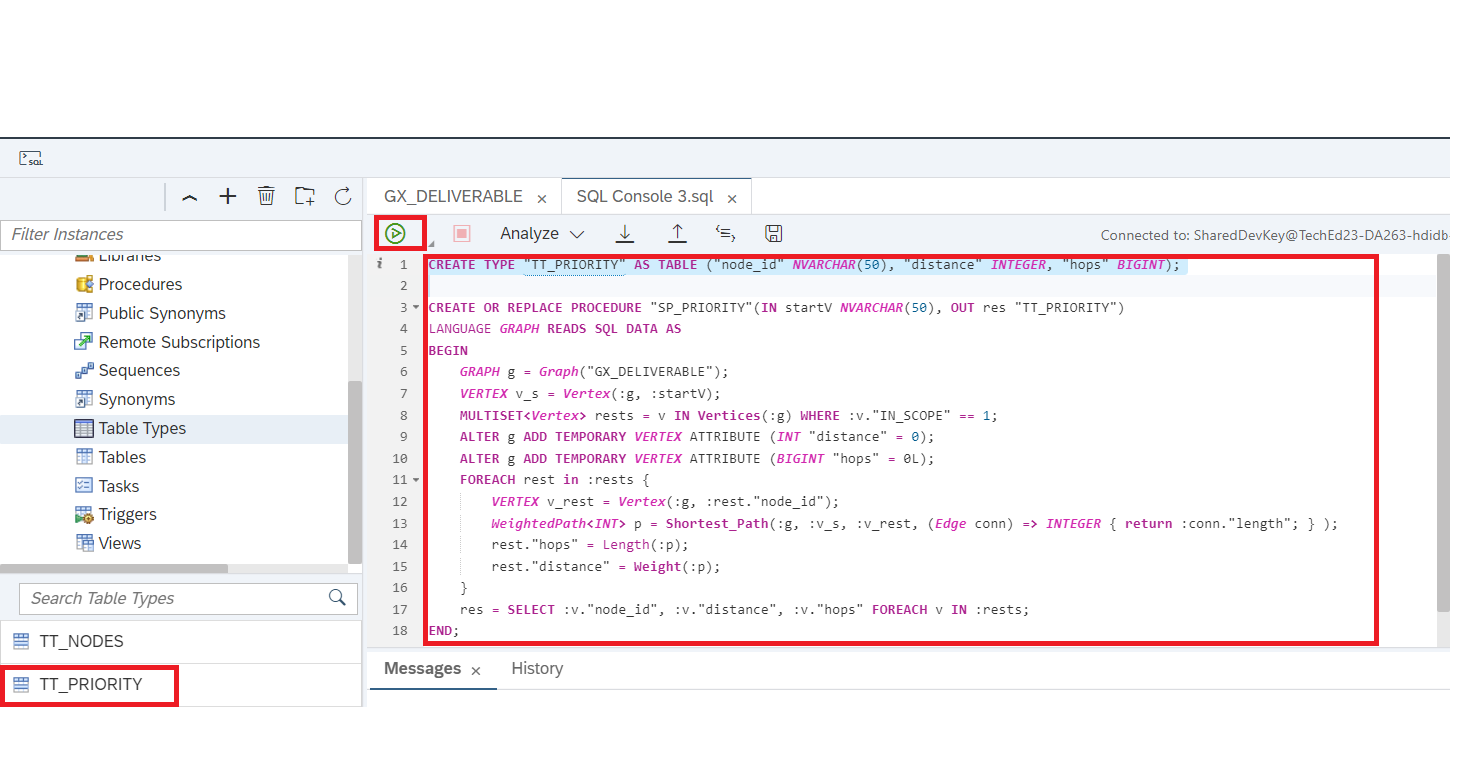 SQL
GX_DELIVERABLE
SQL Console 3.sql
Filter Instances
Analyze
Connected to: SharedDevKey@TechEd23-DA263-hdidb
Libraries
Procedures
Public Synonyms
Remote Subscriptions
Sequences
Synonyms
Table Types
Tables
Tasks
Triggers
Views
Search Table Types
TT_NODES
TT_PRIORITY
1 CREATE TYPE "TT_PRIORITY" AS TABLE ("node_id" NVARCHAR(50), "distance" INTEGER, "hops" BIGINT);
2
3 CREATE OR REPLACE PROCEDURE "SP_PRIORITY"(IN startV NVARCHAR(50), OUT res "TT_PRIORITY")
4 LANGUAGE GRAPH READS SQL DATA AS
5 BEGIN
6 GRAPH g = Graph("GX_DELIVERABLE");
7 VERTEX v_s = Vertex(:g, :startV);
8 MULTISET<Vertex> rests = v IN Vertices(:g) WHERE :v."IN_SCOPE" == 1;
9 ALTER g ADD TEMPORARY VERTEX ATTRIBUTE (INT "distance" = 0);
10 ALTER g ADD TEMPORARY VERTEX ATTRIBUTE (BIGINT "hops" = 0L);
11 FOREACH rest in :rests {
12 VERTEX v_rest = Vertex(:g, :rest."node_id");
13 WeightedPath<INT> p = Shortest_Path(:g, :v_s, :v_rest, (Edge conn) => INTEGER { return :conn."length"; } );
14 rest."hops" = Length(:p);
15 rest."distance" = Weight(:p);
16 }
17 res = SELECT :v."node_id", :v."distance", :v."hops" FOREACH v IN :rests;
18 END;
Messages
History